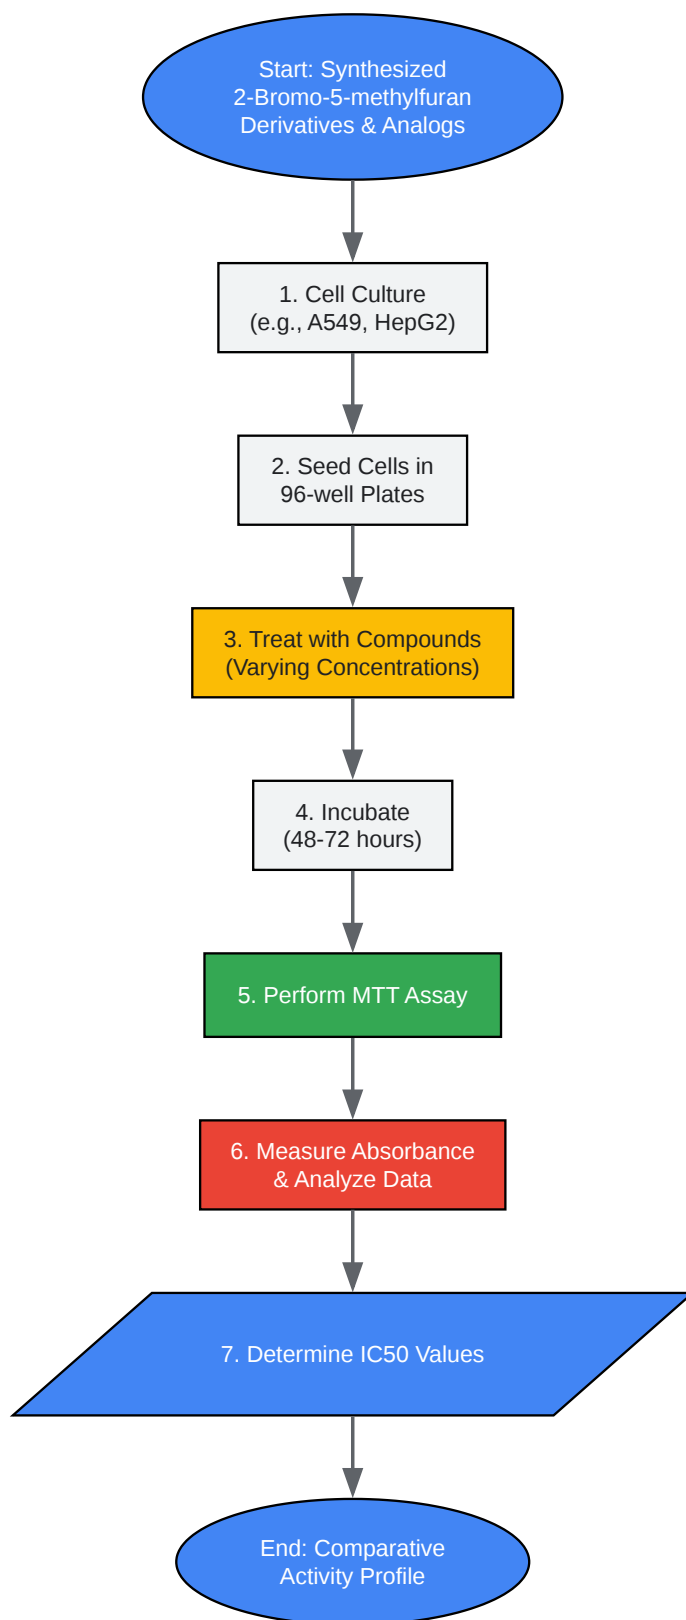 Start: Synthesized
2-Bromo-5-methylfuran
Derivatives & Analogs
1. Cell Culture
(e.g., A549, HepG2)
2. Seed Cells in
96-well Plates
3. Treat with Compounds
(Varying Concentrations)
4. Incubate
(48-72 hours)
5. Perform MTT Assay
6. Measure Absorbance
& Analyze Data
7. Determine IC50 Values
End: Comparative
Activity Profile